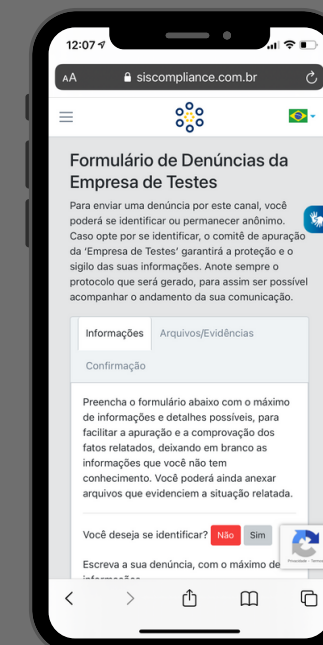 12:07
AA siscompliance.com.br
Formulário de Denúncias da
Empresa de Testes
Para enviar uma denúncia por este canal, você
poderá se identificar ou permanecer anônimo.
Caso opte por se identificar, o comitê de apuração
da 'Empresa de Testes' garantirá a proteção e o
sigilo das suas informações. Anote sempre o
protocolo que será gerado, para assim ser possível
acompanhar o andamento da sua comunicação.
Informações Arquivos/Evidências
Confirmação
Preencha o formulário abaixo com o máximo
de informações e detalhes possíveis, para
facilitar a apuração e a comprovação dos
fatos relatados, deixando em branco as
informações que você não tem
conhecimento. Você poderá ainda anexar
arquivos que evidenciem a situação relatada.
Você deseja se identificar? Não Sim
Privacidade - Termos
Escreva a sua denúncia, com o máximo de